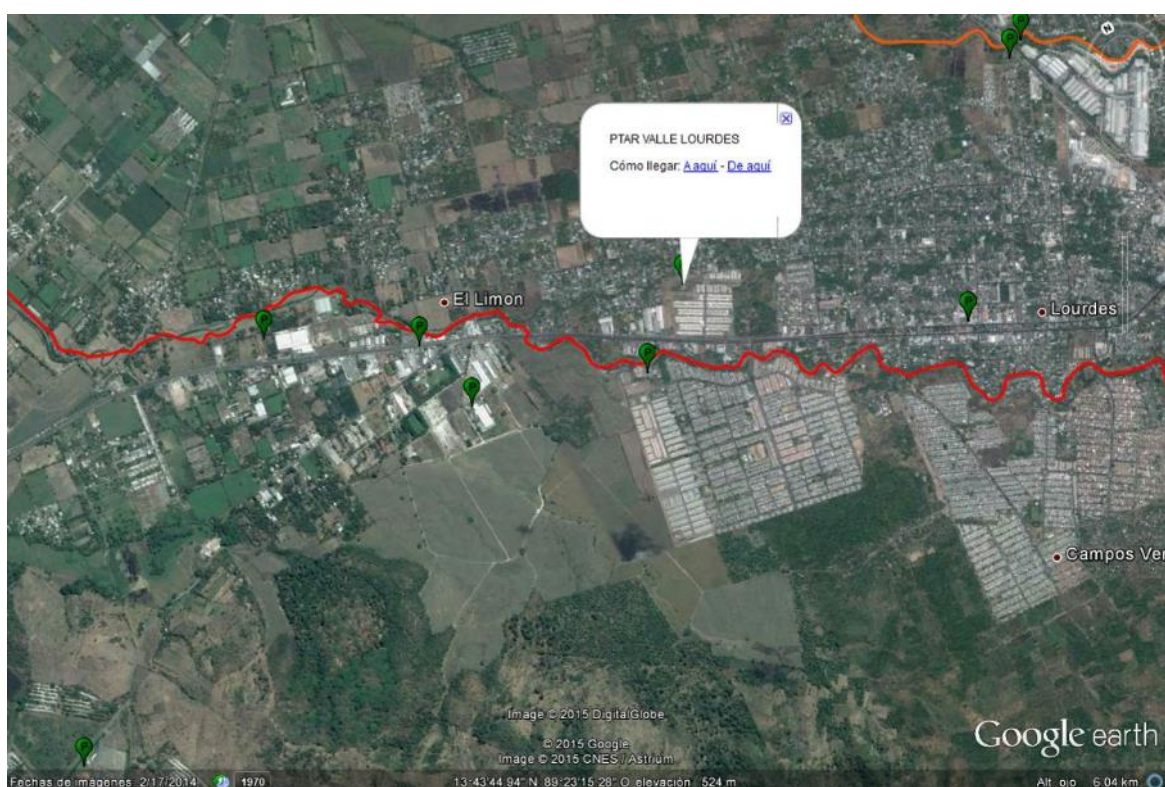 PTAR VALLE LOURDES
Cómo llegar: A aquí - De aquí
El Limon
Lourdes
Campos Ver
Image © 2015 DigitalGlobe
© 2015 Google
Image © 2015 CNES / Astrium
Google earth
Fechas de imágenes 2/17/2014 1970 13°43'44.94" N 89°23'15.28" O elevación 524 m Alt. ojo 6.04 km